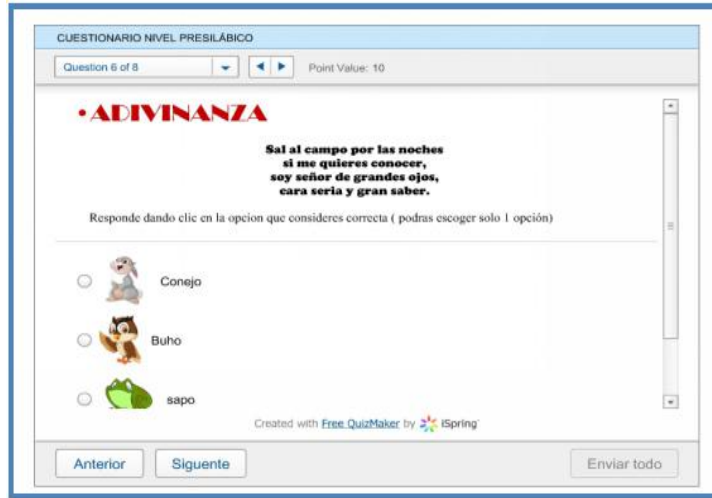 CUESTIONARIO NIVEL PRESILÁBICO
Question 6 of 8
Point Value: 10
• ADIVINANZA
Sal al campo por las noches
si me quieres conocer,
soy señor de grandes ojos,
cara seria y gran saber.
Responde dando clic en la opcion que consideres correcta ( podras escoger solo 1 opción)
Conejo
Buho
sapo
Created with Free QuizMaker by iSpring
Anterior
Siguente
Enviar todo